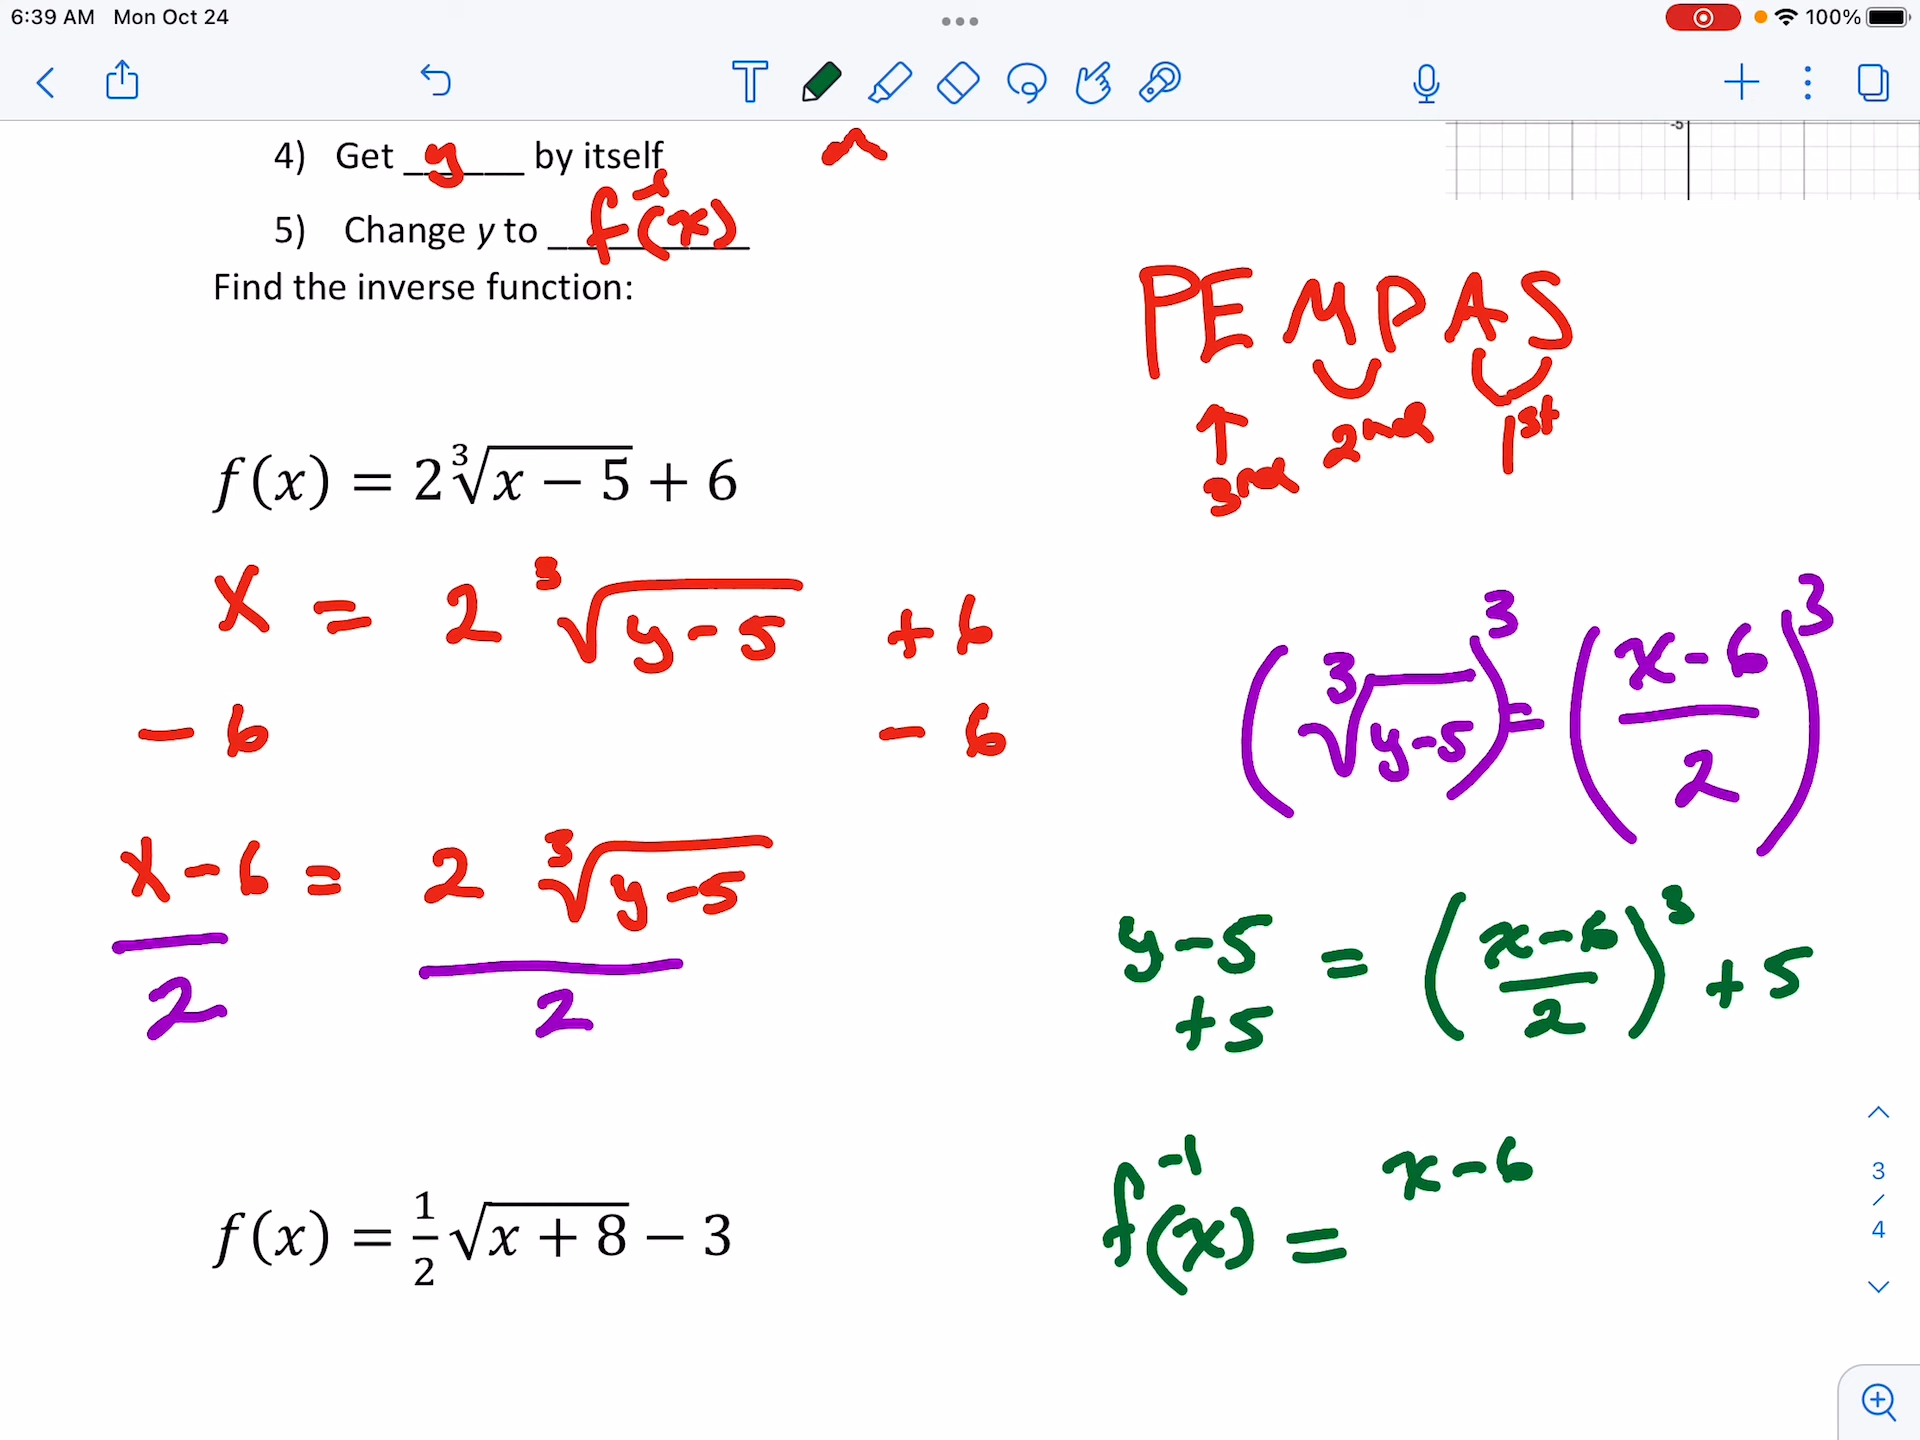 6:39 AM Mon Oct 24
100%
-5
4) Get y by itself
5) Change y to f⁻¹(x)
Find the inverse function:
PEMDAS
3rd 2nd 1st
f(x) = 2∛(x − 5) + 6
x = 2 ∛(y-5) + 6
- 6 - 6
x - 6 = 2 ∛(y-5)
2 2
(∛(y-5))³ = ((x-6)/2)³
y-5 = ((x-6)/2)³ + 5
+5
f⁻¹(x) = x-6
f(x) = 1/2 √(x + 8) − 3
3
/
4